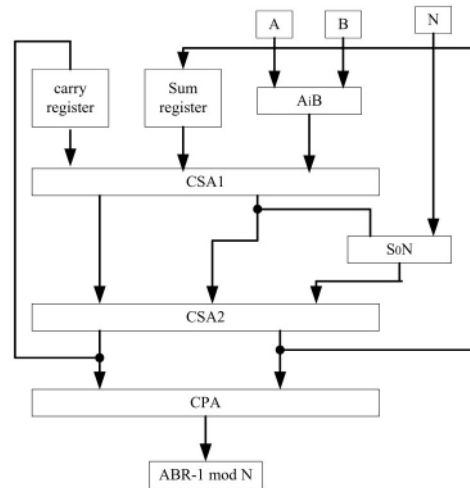 A
B
N
carry
register
Sum
register
AiB
CSA1
S0N
CSA2
CPA
ABR-1 mod N